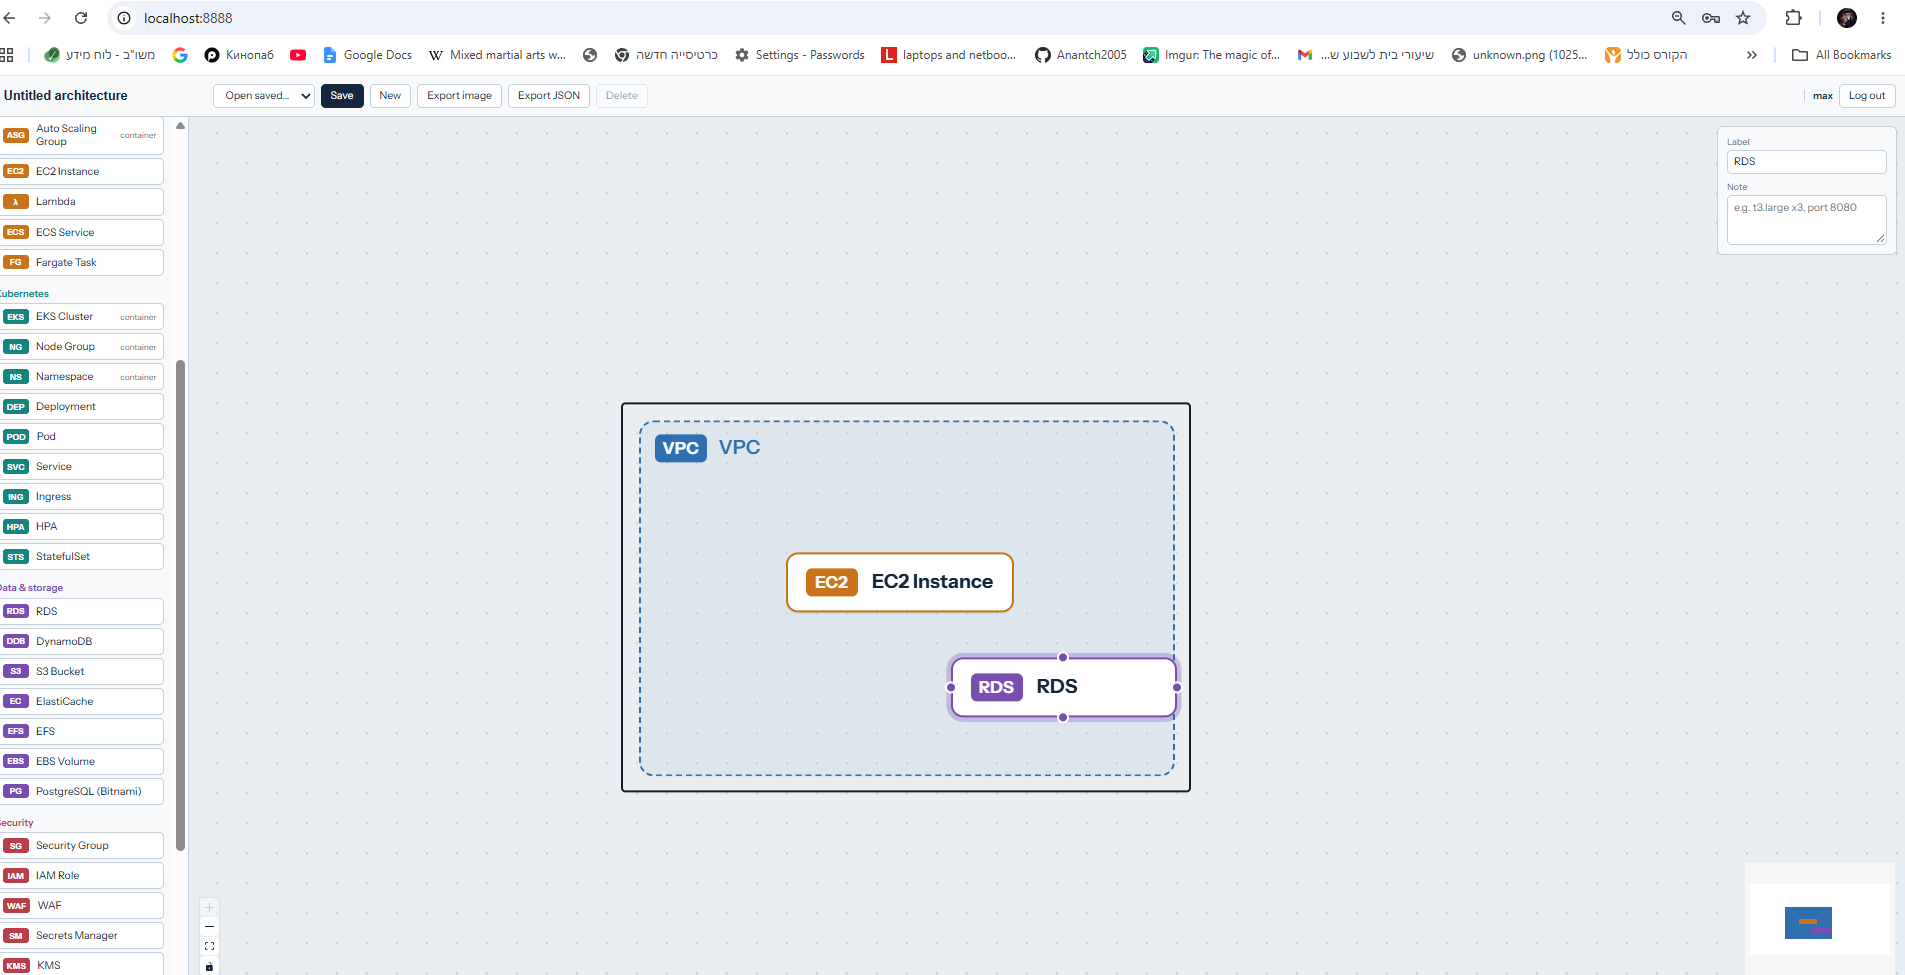 localhost:8888
משו"ב - לוח מידע
Кинопаб
Google Docs
W Mixed martial arts w...
כרטיסייה חדשה
Settings - Passwords
L laptops and netboo...
Anantch2005
Imgur: The magic of...
שיעורי בית לשבוע ש...
unknown.png (1025...
הקורס כולל
All Bookmarks
Untitled architecture
Open saved...
Save
New
Export image
Export JSON
Delete
max
Log out
ASG Auto Scaling
Group
container
EC2 EC2 Instance
λ Lambda
ECS ECS Service
FG Fargate Task
Kubernetes
EKS EKS Cluster container
NG Node Group container
NS Namespace container
DEP Deployment
POD Pod
SVC Service
ING Ingress
HPA HPA
STS StatefulSet
Data & storage
RDS RDS
DDB DynamoDB
S3 S3 Bucket
EC ElastiCache
EFS EFS
EBS EBS Volume
PG PostgreSQL (Bitnami)
Security
SG Security Group
IAM IAM Role
WAF WAF
SM Secrets Manager
KMS KMS
VPC VPC
EC2 EC2 Instance
RDS RDS
Label
RDS
Note
e.g. t3.large x3, port 8080